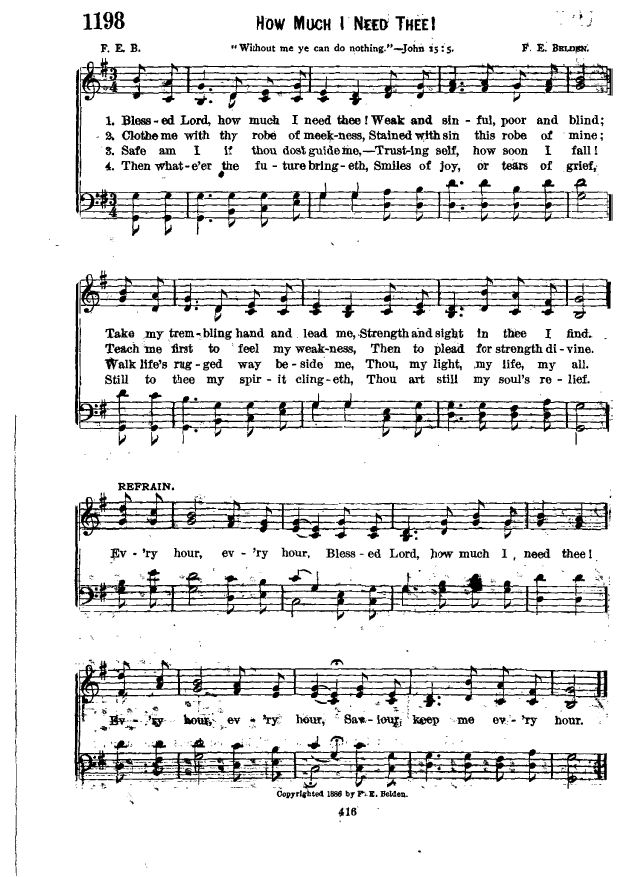 1198 How Much I Need Thee!
F. E. B. "Without me ye can do nothing."—John 15:5. F. E. Belden.
1. Bless-ed Lord, how much I need thee! Weak and sin-ful, poor and blind;
2. Clothe me with thy robe of meek-ness, Stained with sin this robe of mine;
3. Safe am I if thou dost guide me,—Trust-ing self, how soon I fall!
4. Then what-e'er the fu-ture bring-eth, Smiles of joy, or tears of grief,
Take my trem-bling hand and lead me, Strength and sight in thee I find.
Teach me first to feel my weak-ness, Then to plead for strength di-vine.
Walk life's rug-ged way be-side me, Thou, my light, my life, my all.
Still to thee my spir-it cling-eth, Thou art still my soul's re-lief.
REFRAIN.
Ev-'ry hour, ev-'ry hour, Bless-ed Lord, how much I need thee!
Ev-'ry hour, ev-'ry hour, Sav-iour, keep me ev-'ry hour.
Copyrighted 1886 by F. E. Belden.
416